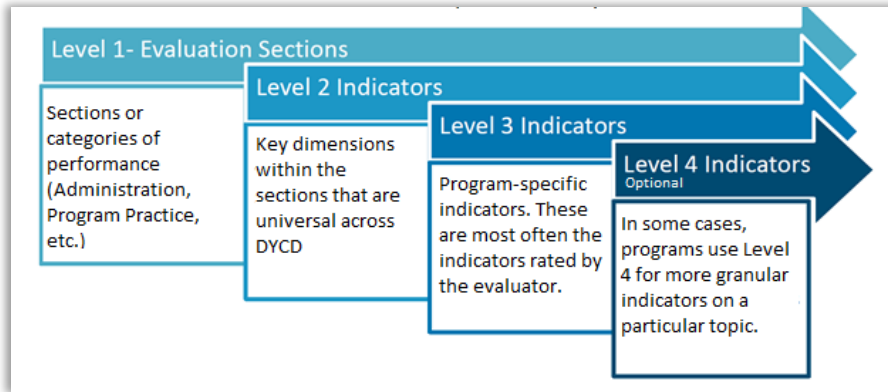 Level 1- Evaluation Sections
Sections or
categories of
performance
(Administration,
Program Practice,
etc.)
Level 2 Indicators
Key dimensions
within the
sections that are
universal across
DYCD
Level 3 Indicators
Program-specific
indicators. These
are most often the
indicators rated by
the evaluator.
Level 4 Indicators
Optional
In some cases,
programs use Level
4 for more granular
indicators on a
particular topic.